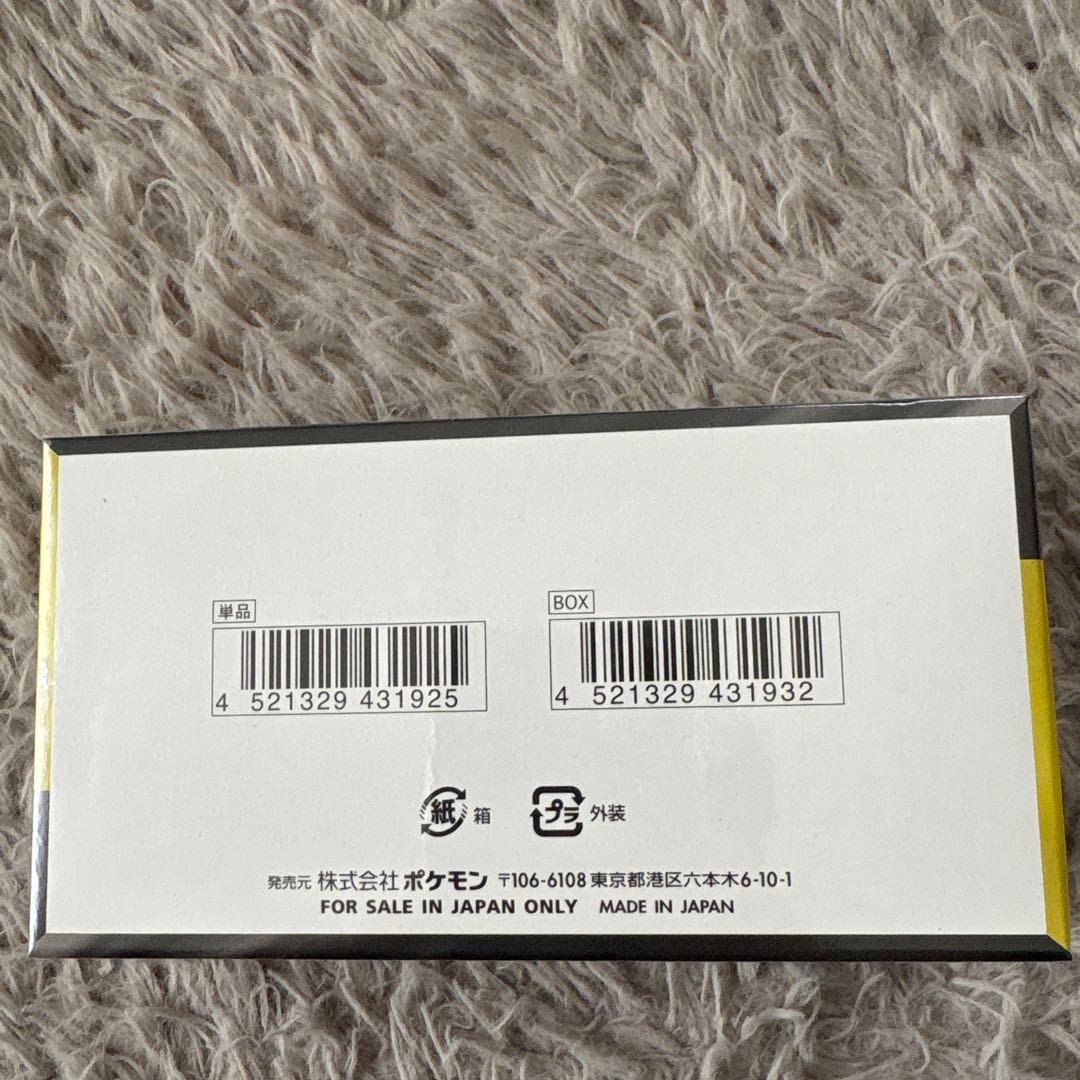 単品
BOX
4 521329 431925
4 521329 431932
紙 箱
プラ 外装
発売元 株式会社 ポケモン 〒106-6108 東京都港区六本木6-10-1
FOR SALE IN JAPAN ONLY MADE IN JAPAN